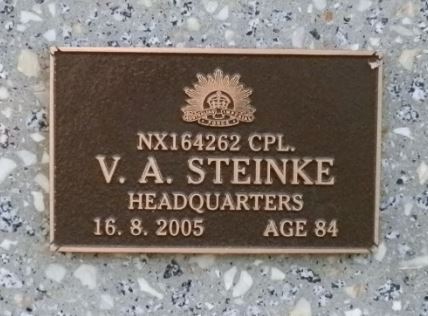 NX164262 CPL.
V. A. STEINKE
HEADQUARTERS
16. 8. 2005 AGE 84